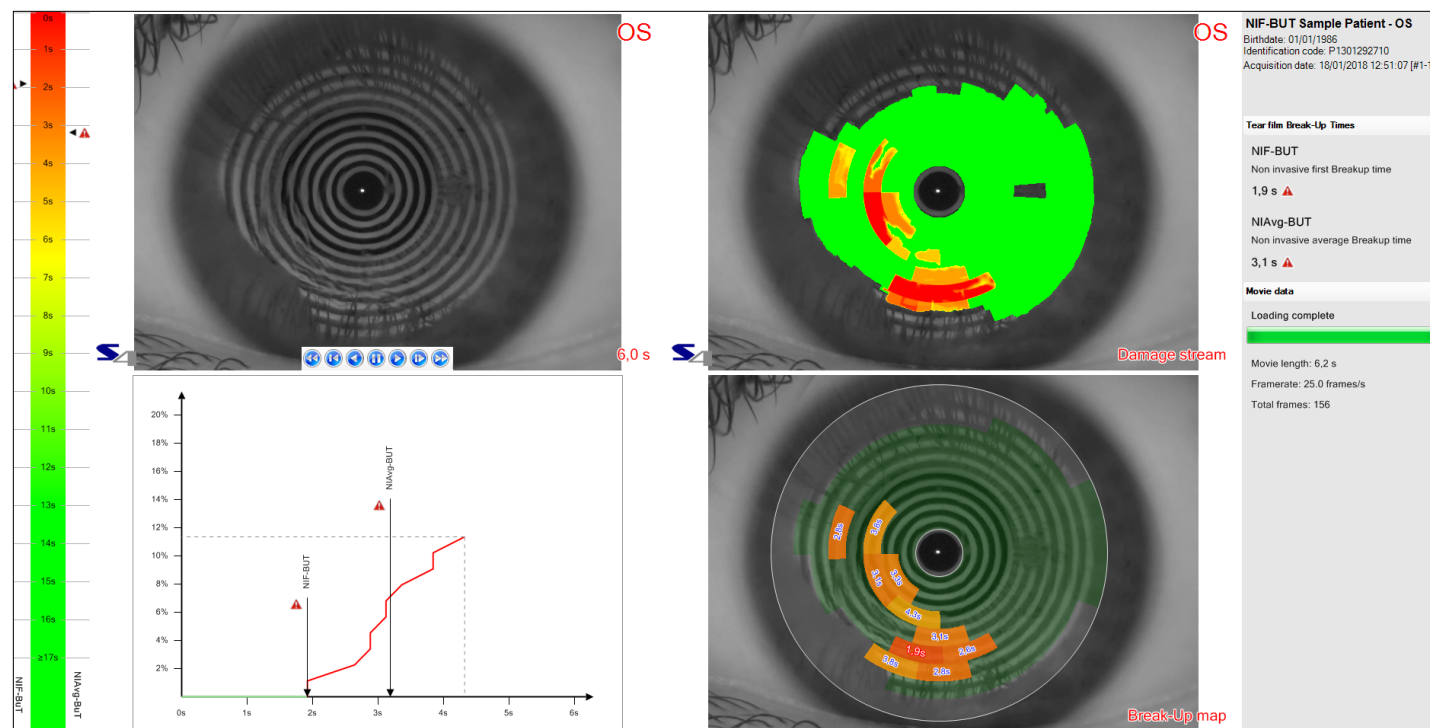 0s
1s
2s
3s
4s
5s
6s
7s
8s
9s
10s
11s
12s
13s
14s
15s
16s
≥17s
NIF-BuT
NIAvg-BuT
OS
6,0 s
OS
Damage stream
20%
18%
16%
14%
12%
10%
8%
6%
4%
2%
NIF-BUT
NIAvg-BUT
0s
1s
2s
3s
4s
5s
6s
2,8s
3,8s
3,1s
3,3s
4,3s
3,1s
1,9s
2,6s
3,8s
2,8s
Break-Up map
NIF-BUT Sample Patient - OS
Birthdate: 01/01/1986
Identification code: P1301292710
Acquisition date: 18/01/2018 12:51:07 [#1-1
Tear film Break-Up Times
NIF-BUT
Non invasive first Breakup time
1,9 s
NIAvg-BUT
Non invasive average Breakup time
3,1 s
Movie data
Loading complete
Movie length: 6,2 s
Framerate: 25.0 frames/s
Total frames: 156